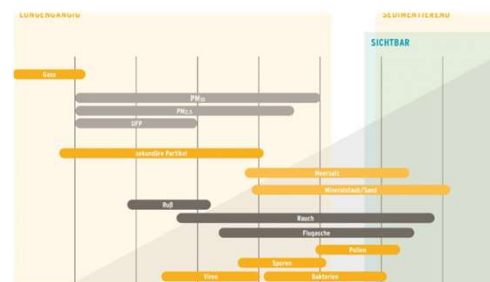 LUNGENGÄNGIG
SEDIMENTIEREND
SICHTBAR
Gase
PM10
PM2,5
UFP
sekundäre Partikel
Meersalz
Mineralstaub/Sand
Ruß
Rauch
Flugasche
Pollen
Sporen
Viren
Bakterien